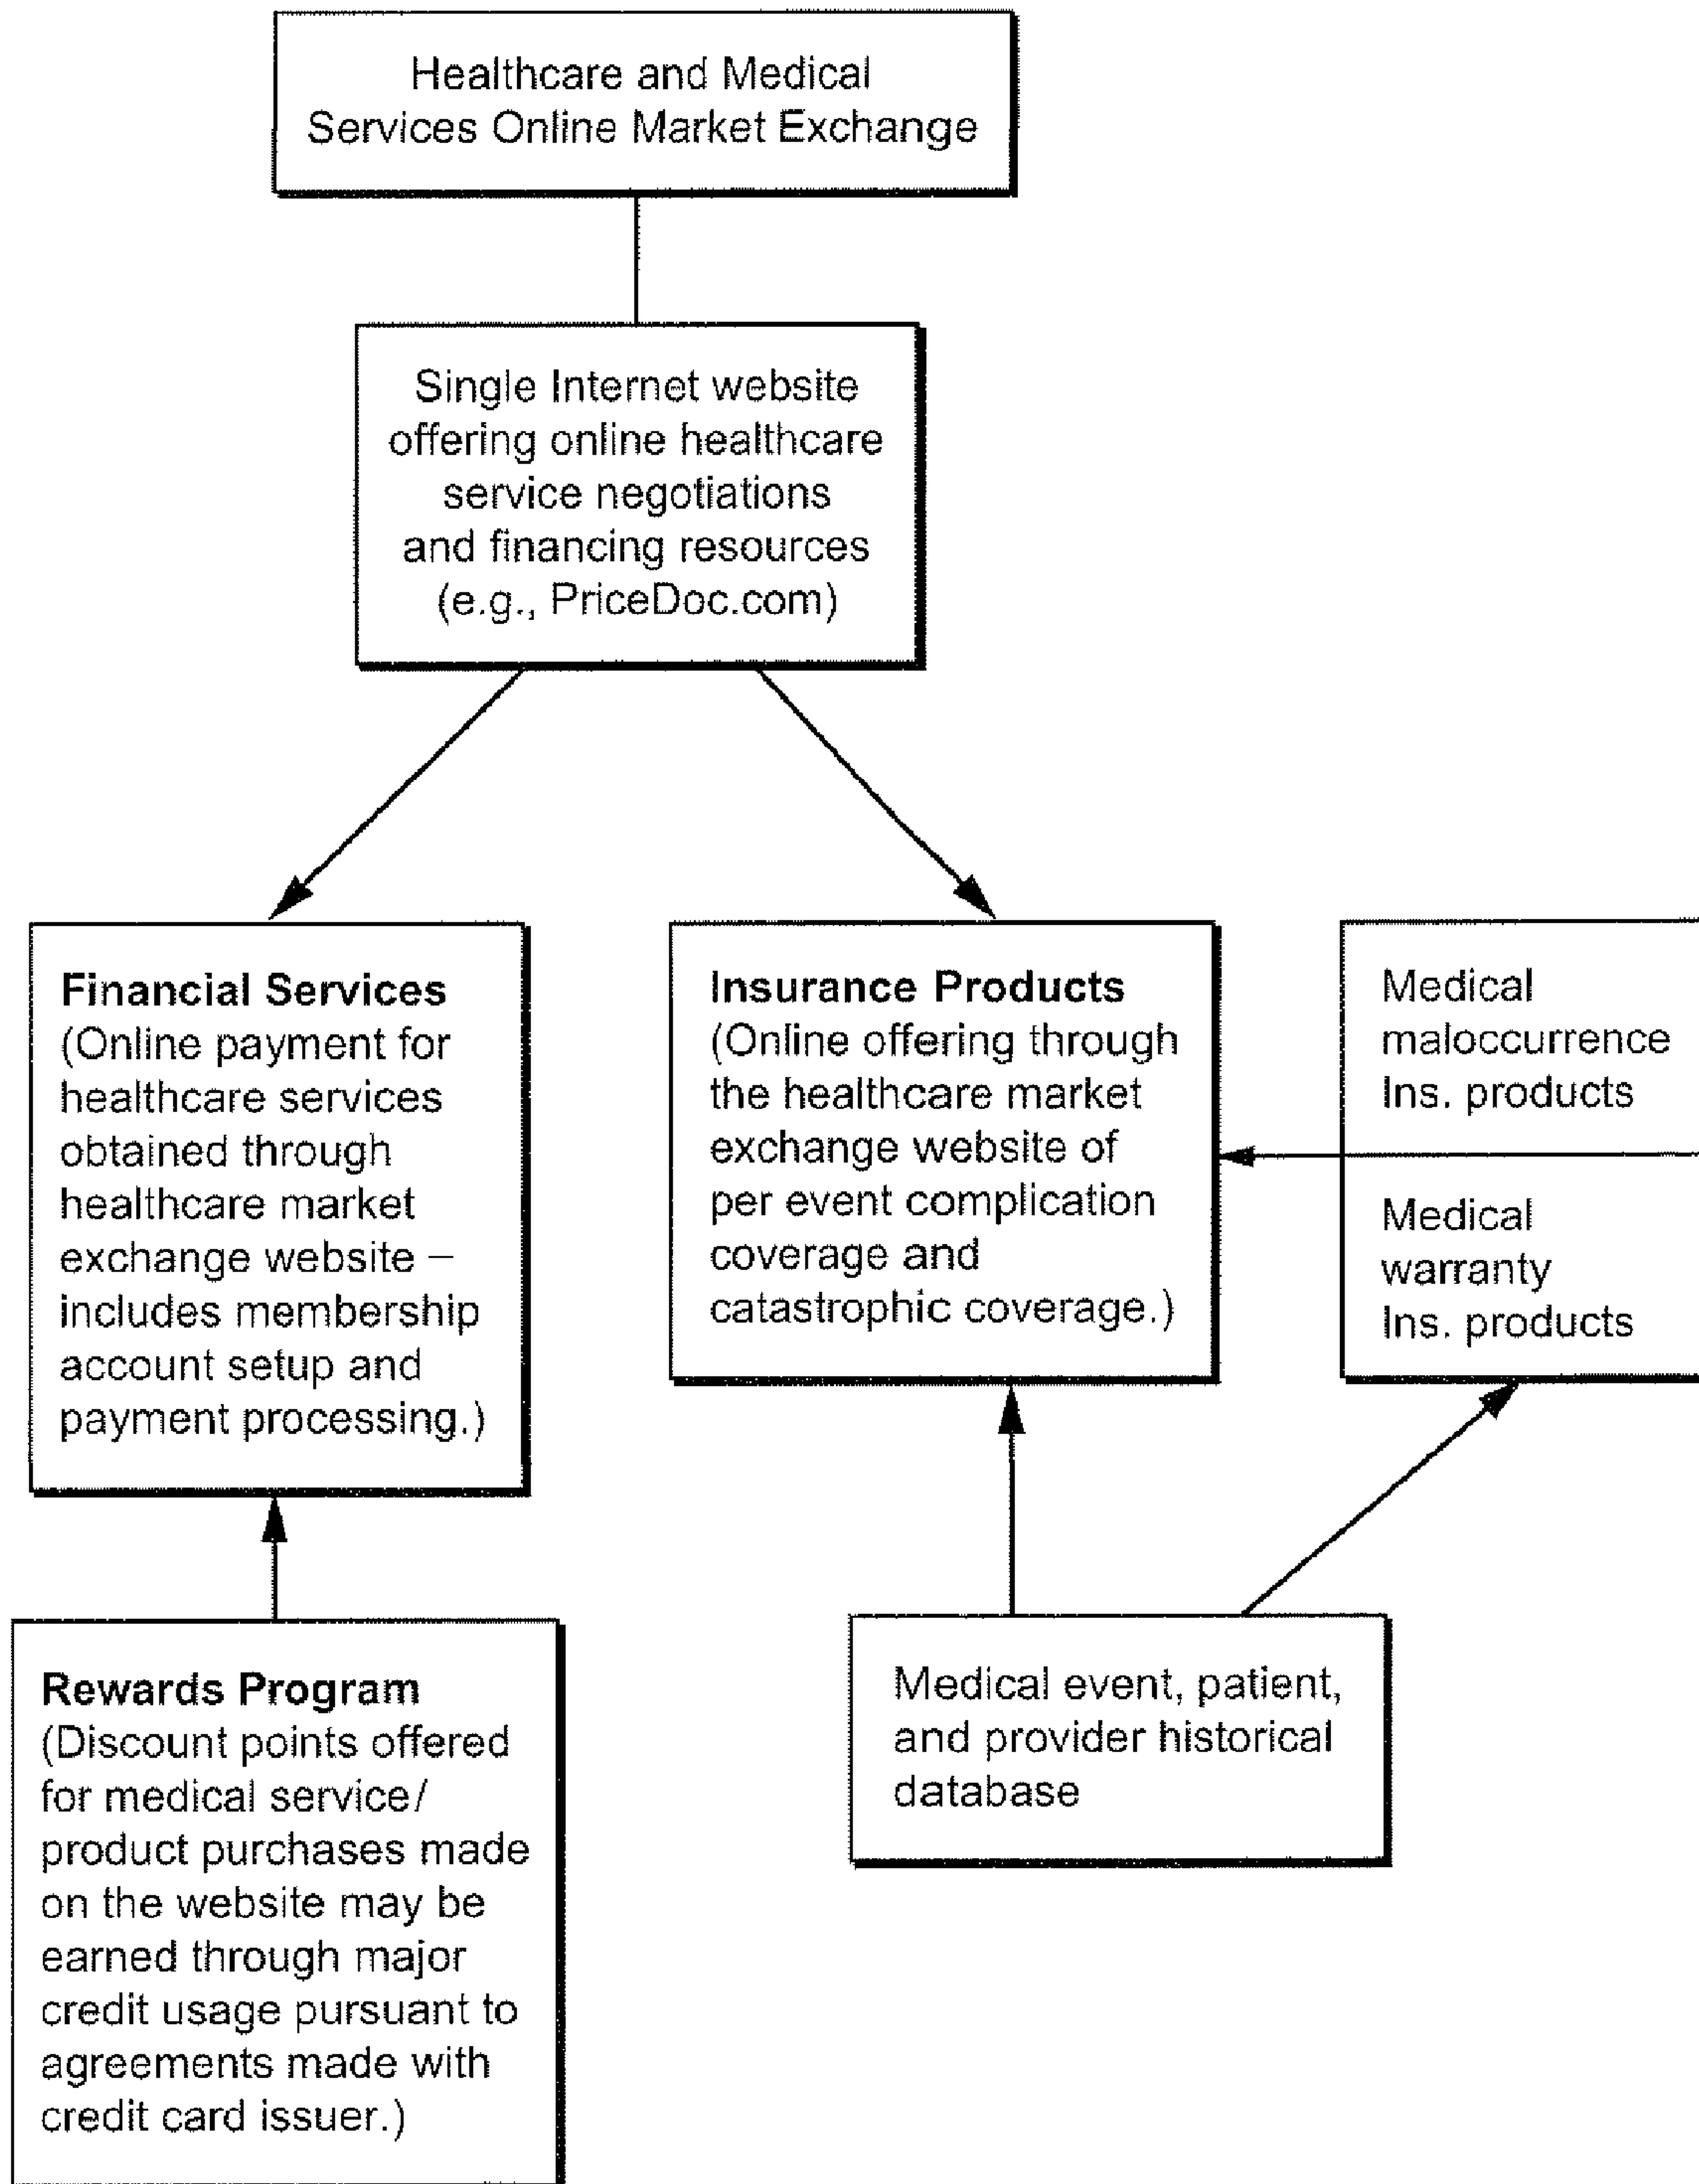 Healthcare and Medical
Services Online Market Exchange
Single Internet website
offering online healthcare
service negotiations
and financing resources
(e.g., PriceDoc.com)
Financial Services
(Online payment for
healthcare services
obtained through
healthcare market
exchange website –
includes membership
account setup and
payment processing.)
Insurance Products
(Online offering through
the healthcare market
exchange website of
per event complication
coverage and
catastrophic coverage.)
Medical
maloccurrence
Ins. products
Medical
warranty
Ins. products
Rewards Program
(Discount points offered
for medical service/
product purchases made
on the website may be
earned through major
credit usage pursuant to
agreements made with
credit card issuer.)
Medical event, patient,
and provider historical
database